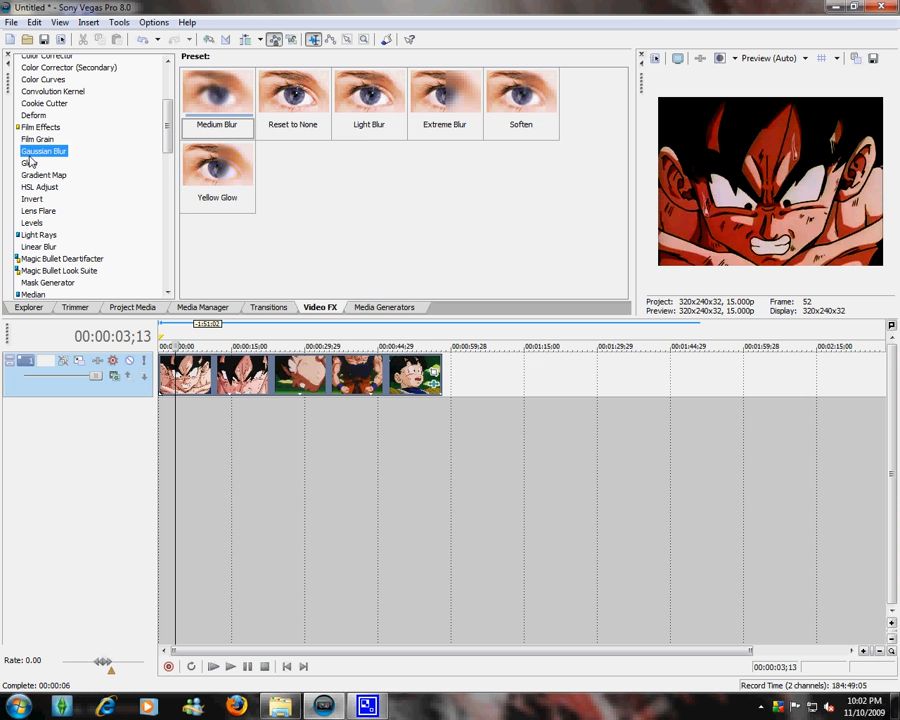 Untitled * - Sony Vegas Pro 8.0
File Edit View Insert Tools Options Help
Color Corrector
Color Corrector (Secondary)
Color Curves
Convolution Kernel
Cookie Cutter
Deform
Film Effects
Film Grain
Gaussian Blur
Gradient Map
HSL Adjust
Invert
Lens Flare
Levels
Light Rays
Linear Blur
Magic Bullet Deartifacter
Magic Bullet Look Suite
Mask Generator
Median
Preset:
Medium Blur Reset to None Light Blur Extreme Blur Soften
Yellow Glow
Preview (Auto)
Project: 320x240x32, 15.000p Frame: 52
Preview: 320x240x32, 15.000p Display: 320x240x32
Explorer Trimmer Project Media Media Manager Transitions Video FX Media Generators
00:00:03;13
-1:51:02
00:00:15;00 00:00:29;29 00:00:44;29 00:00:59;28 00:01:15;00 00:01:29;29 00:01:44;29 00:01:59;28 00:02:15;00
1
Rate: 0.00
00:00:03;13
Complete: 00:00:06
Record Time (2 channels): 184:49:05
10:02 PM
11/10/2009